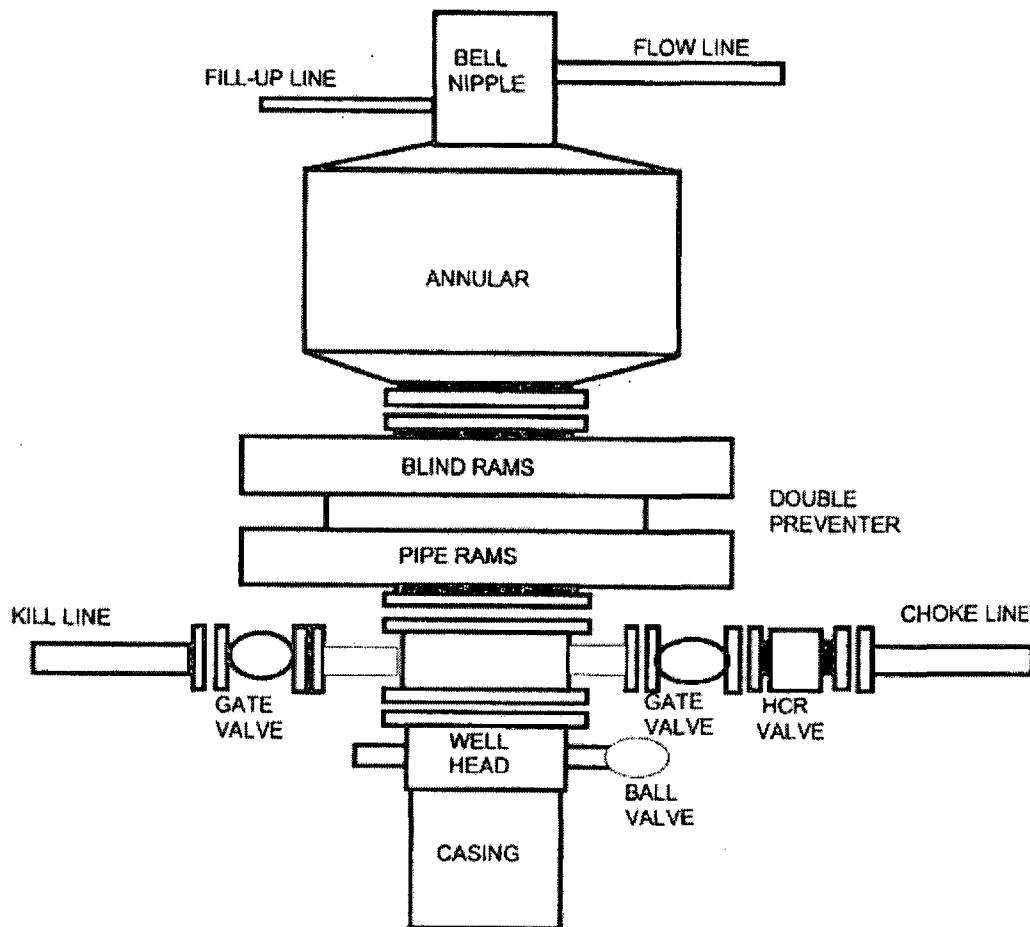 BELL
NIPPLE
FLOW LINE
FILL-UP LINE
ANNULAR
BLIND RAMS
DOUBLE
PREVENTER
PIPE RAMS
KILL LINE
CHOKE LINE
GATE
VALVE
GATE
VALVE
HCR
VALVE
WELL
HEAD
BALL
VALVE
CASING